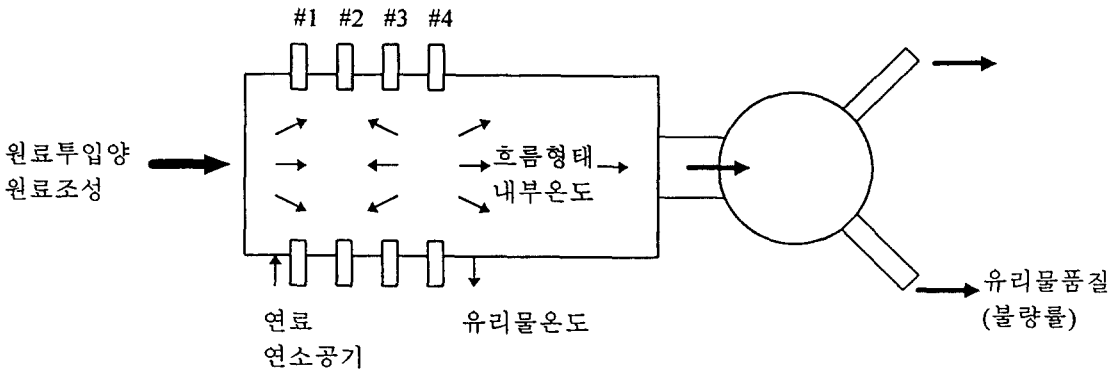 #1 #2 #3 #4
원료투입양
원료조성
흐름형태
내부온도
연료
연소공기
유리물온도
유리물품질
(불량률)